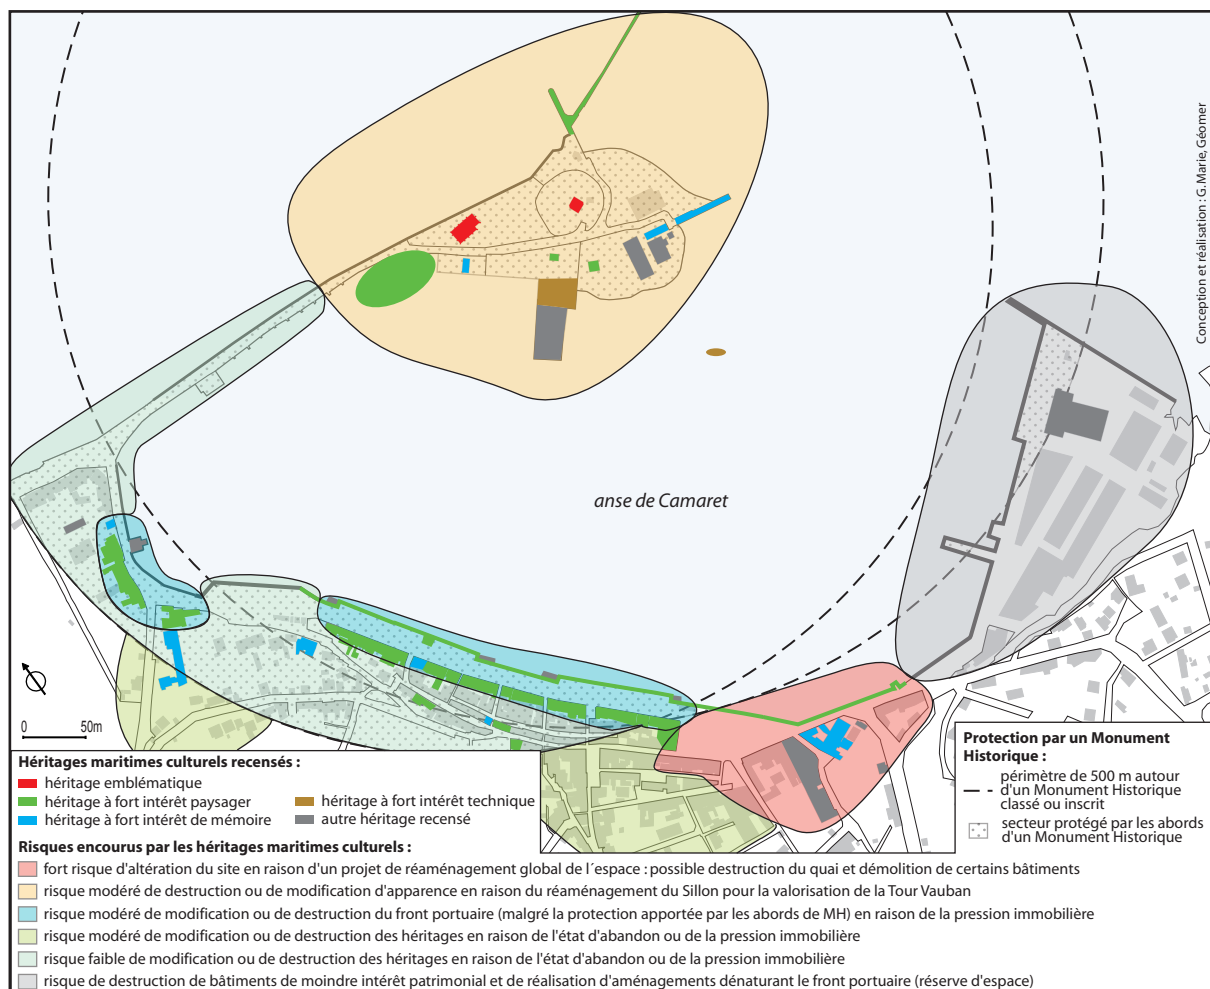 Conception et réalisation : G. Marie, Géomer
anse de Camaret
0 50m
Héritages maritimes culturels recensés :
héritage emblématique
héritage à fort intérêt paysager
héritage à fort intérêt de mémoire
héritage à fort intérêt technique
autre héritage recensé
Protection par un Monument
Historique :
périmètre de 500 m autour
d'un Monument Historique
classé ou inscrit
secteur protégé par les abords
d'un Monument Historique
Risques encourus par les héritages maritimes culturels :
fort risque d'altération du site en raison d'un projet de réaménagement global de l´espace : possible destruction du quai et démolition de certains bâtiments
risque modéré de destruction ou de modification d'apparence en raison du réaménagement du Sillon pour la valorisation de la Tour Vauban
risque modéré de modification ou de destruction du front portuaire (malgré la protection apportée par les abords de MH) en raison de la pression immobilière
risque modéré de modification ou de destruction des héritages en raison de l'état d'abandon ou de la pression immobilière
risque faible de modification ou de destruction des héritages en raison de l'état d'abandon ou de la pression immobilière
risque de destruction de bâtiments de moindre intérêt patrimonial et de réalisation d'aménagements dénaturant le front portuaire (réserve d'espace)